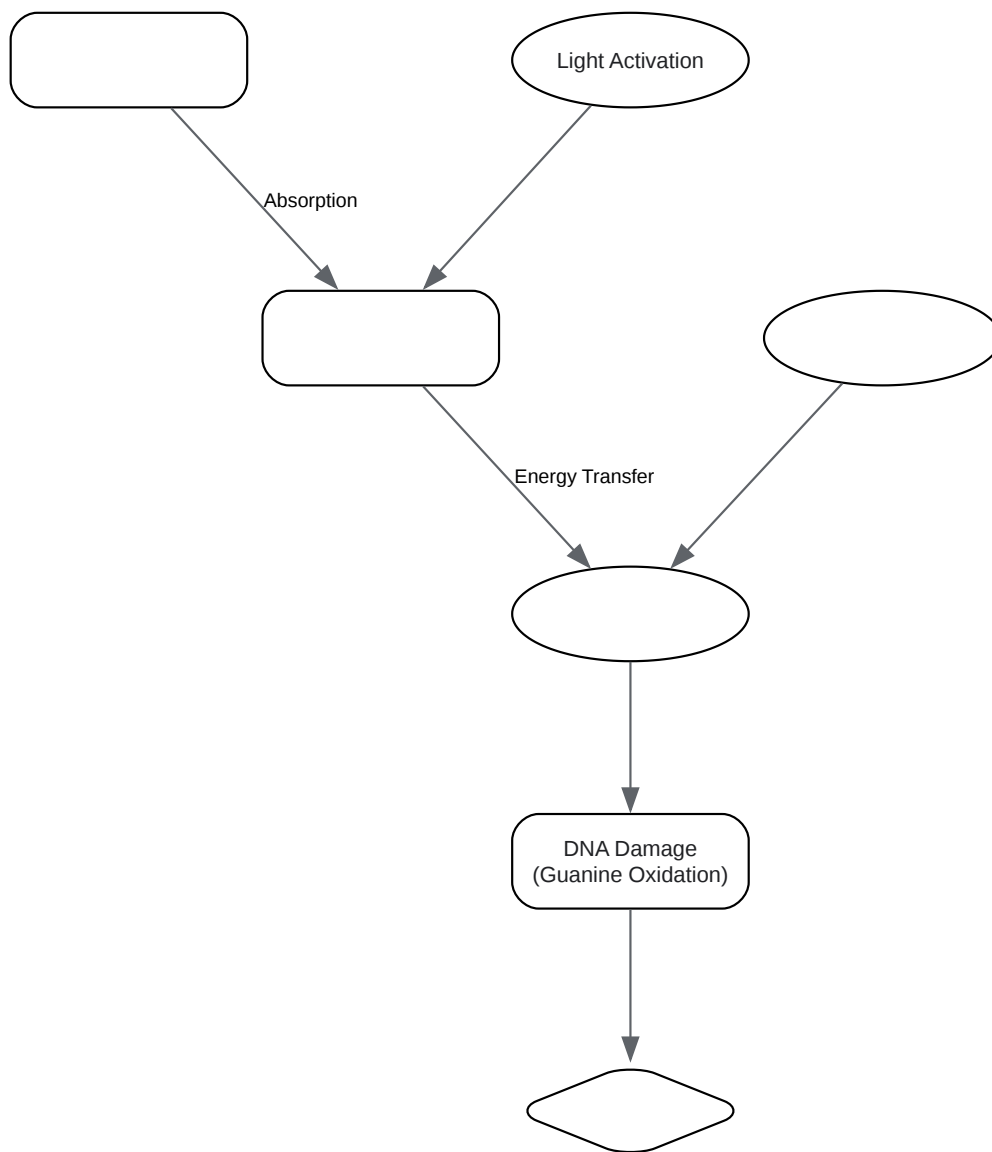 Light Activation
Absorption
Energy Transfer
DNA Damage
(Guanine Oxidation)